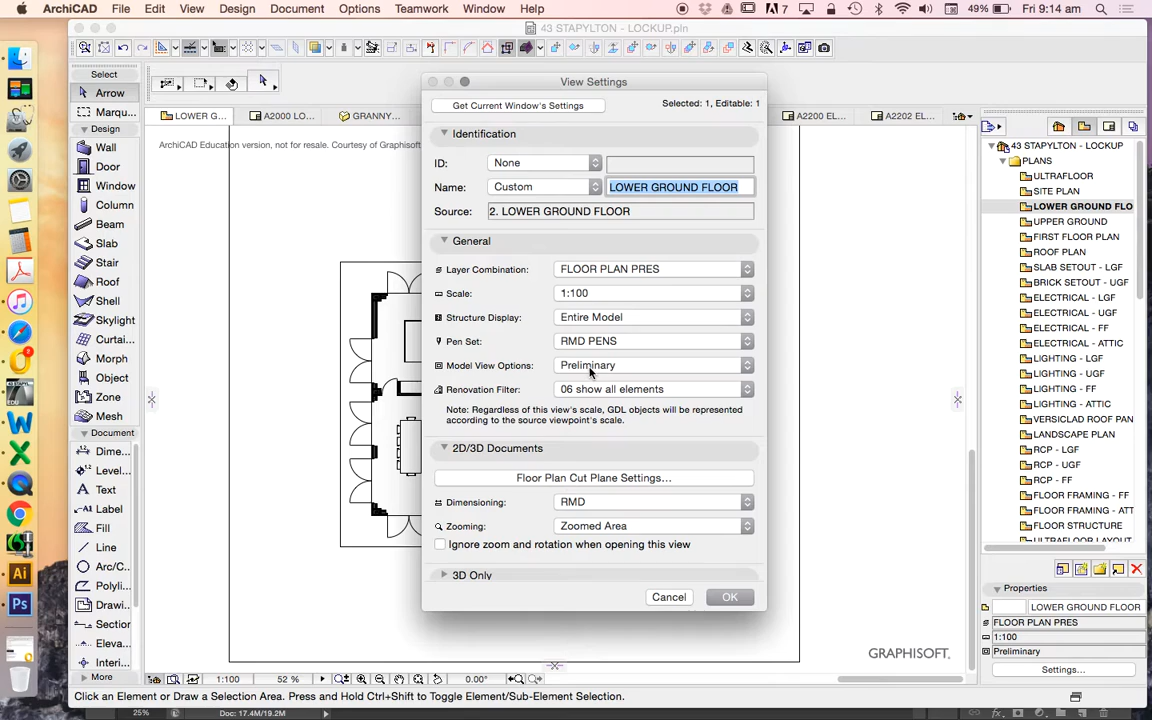 ArchiCAD File Edit View Design Document Options Teamwork Window Help 7 49% Fri 9:14 am
43 STAPYLTON - LOCKUP.pln
Select
Arrow
Marqu...
Design
Wall
Door
Window
Column
Beam
Slab
Stair
Roof
Shell
Skylight
Curtai...
Morph
Object
Zone
Mesh
Document
Dime...
Level...
Text
Label
Fill
Line
Arc/C...
Polyli...
Drawi...
Section
Eleva...
Interi...
More
LOWER G...
A2000 LO...
GRANNY...
A2200 EL...
A2202 EL...
ArchiCAD Education version, not for resale. Courtesy of Graphisoft
View Settings
Get Current Window's Settings
Selected: 1, Editable: 1
Identification
ID: None
Name: Custom LOWER GROUND FLOOR
Source: 2. LOWER GROUND FLOOR
General
Layer Combination: FLOOR PLAN PRES
Scale: 1:100
Structure Display: Entire Model
Pen Set: RMD PENS
Model View Options: Preliminary
Renovation Filter: 06 show all elements
Note: Regardless of this view's scale, GDL objects will be represented
according to the source viewpoint's scale.
2D/3D Documents
Floor Plan Cut Plane Settings...
Dimensioning: RMD
Zooming: Zoomed Area
Ignore zoom and rotation when opening this view
3D Only
Cancel OK
43 STAPYLTON - LOCKUP
PLANS
ULTRAFLOOR
SITE PLAN
LOWER GROUND FLO
UPPER GROUND
FIRST FLOOR PLAN
ROOF PLAN
SLAB SETOUT - LGF
BRICK SETOUT - UGF
ELECTRICAL - LGF
ELECTRICAL - UGF
ELECTRICAL - FF
ELECTRICAL - ATTIC
LIGHTING - LGF
LIGHTING - UGF
LIGHTING - FF
LIGHTING - ATTIC
VERSICLAD ROOF PAN
LANDSCAPE PLAN
RCP - LGF
RCP - UGF
RCP - FF
FLOOR FRAMING - FF
FLOOR FRAMING - ATT
FLOOR STRUCTURE
ULTRAFLOOR LAYOUT
Properties
LOWER GROUND FLOOR
FLOOR PLAN PRES
1:100
Preliminary
Settings...
GRAPHISOFT.
1:100 52 % 0.00°
Click an Element or Draw a Selection Area. Press and Hold Ctrl+Shift to Toggle Element/Sub-Element Selection.
25% Doc: 17.4M/19.2M